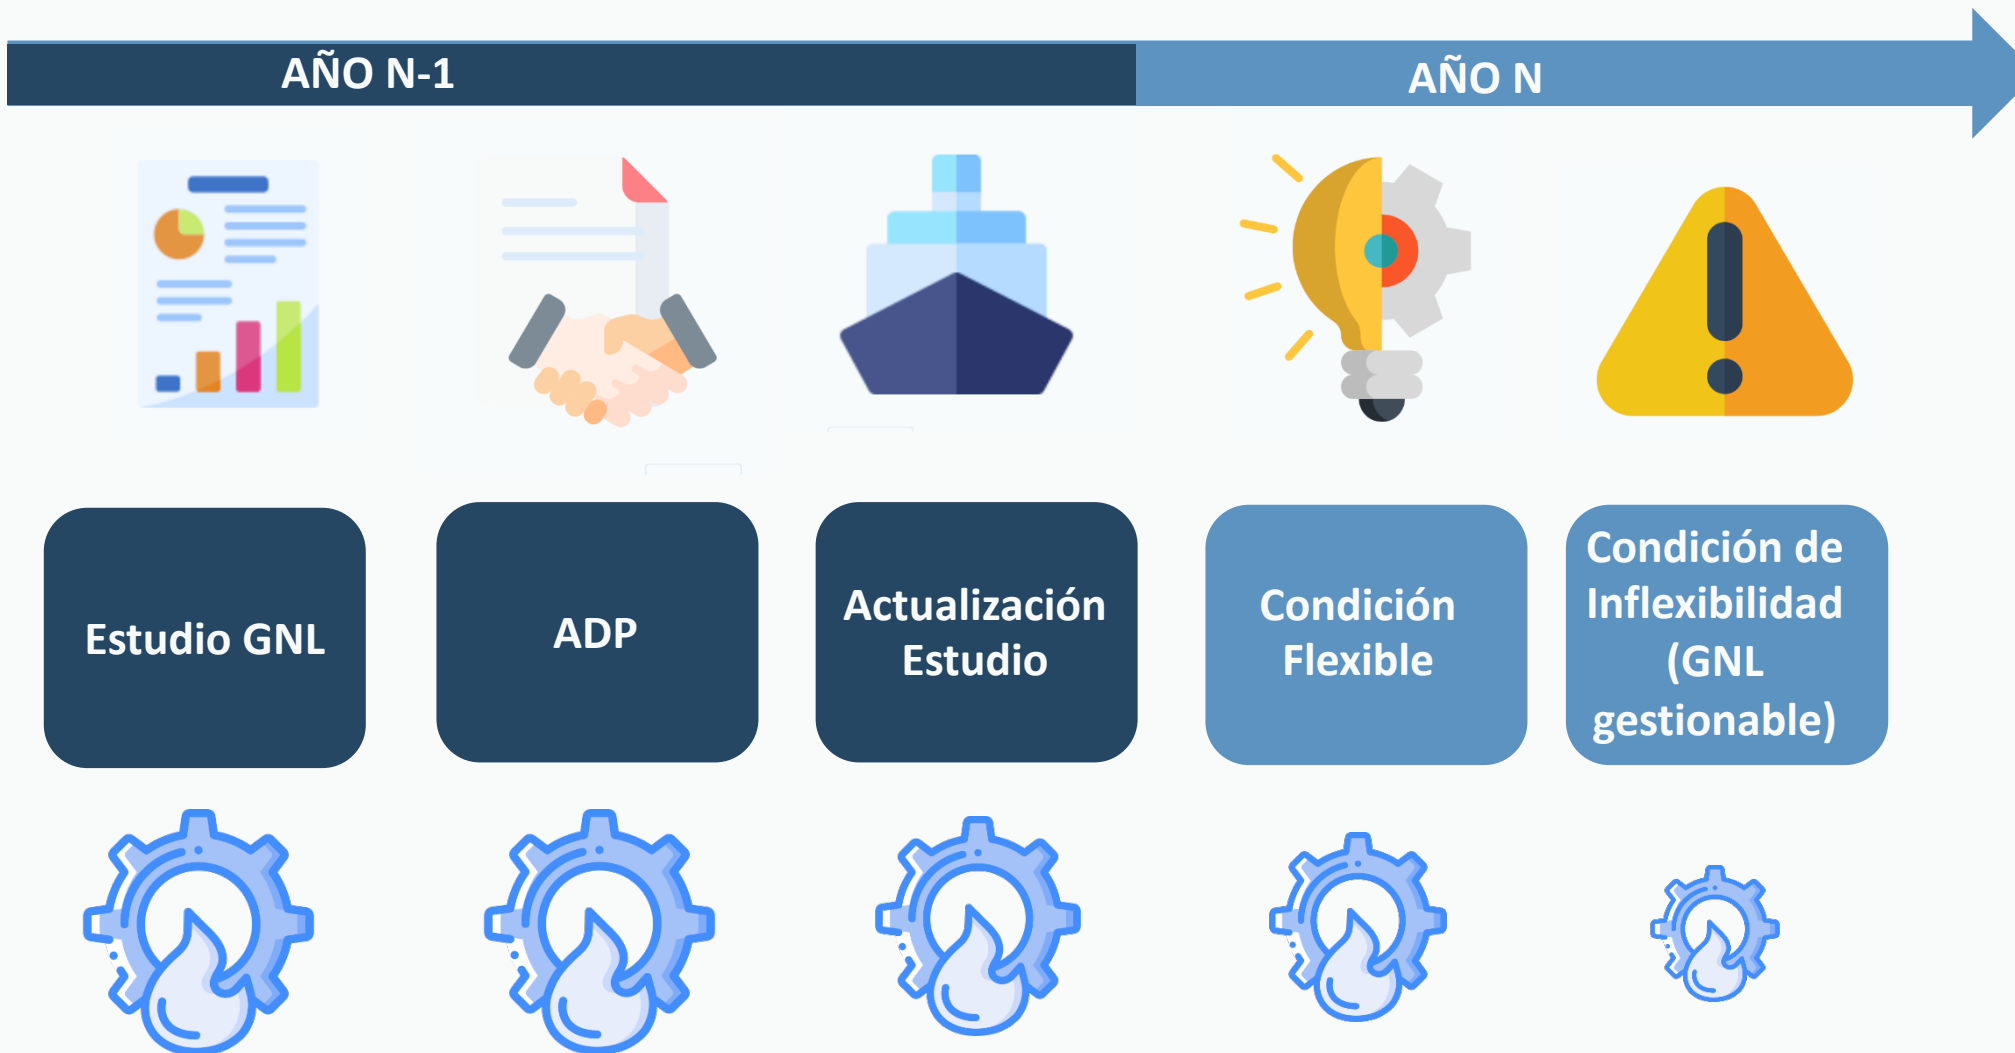 AÑO N-1
AÑO N
Estudio GNL
ADP
Actualización
Estudio
Condición
Flexible
Condición de
Inflexibilidad
(GNL
gestionable)